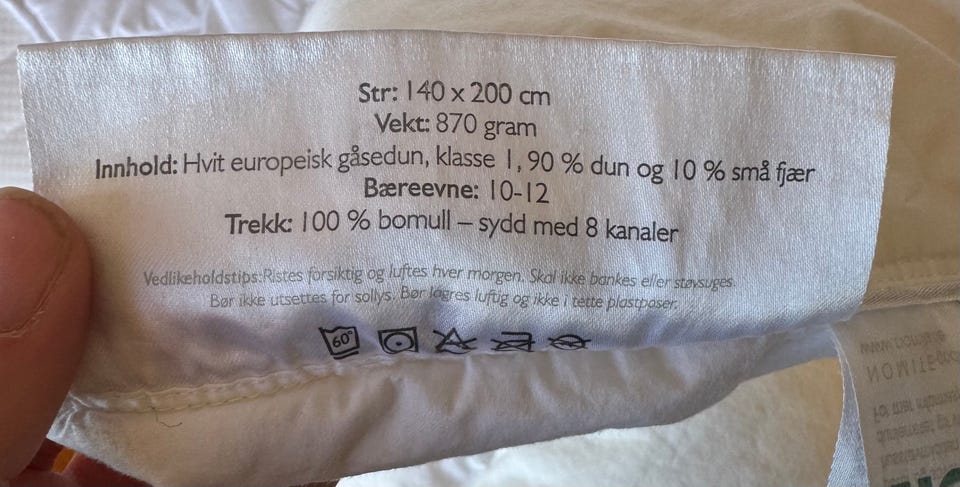 Str: 140 x 200 cm
Vekt: 870 gram
Innhold: Hvit europeisk gåsedun, klasse 1, 90 % dun og 10 % små fjær
Bæreevne: 10-12
Trekk: 100 % bomull – sydd med 8 kanaler
Vedlikeholdstips:Ristes forsiktig og luftes hver morgen. Skal ikke bankes eller støvsuges.
Bør ikke utsettes for sollys. Bør lagres luftig og ikke i tette plastposer.
60°
NOMITE